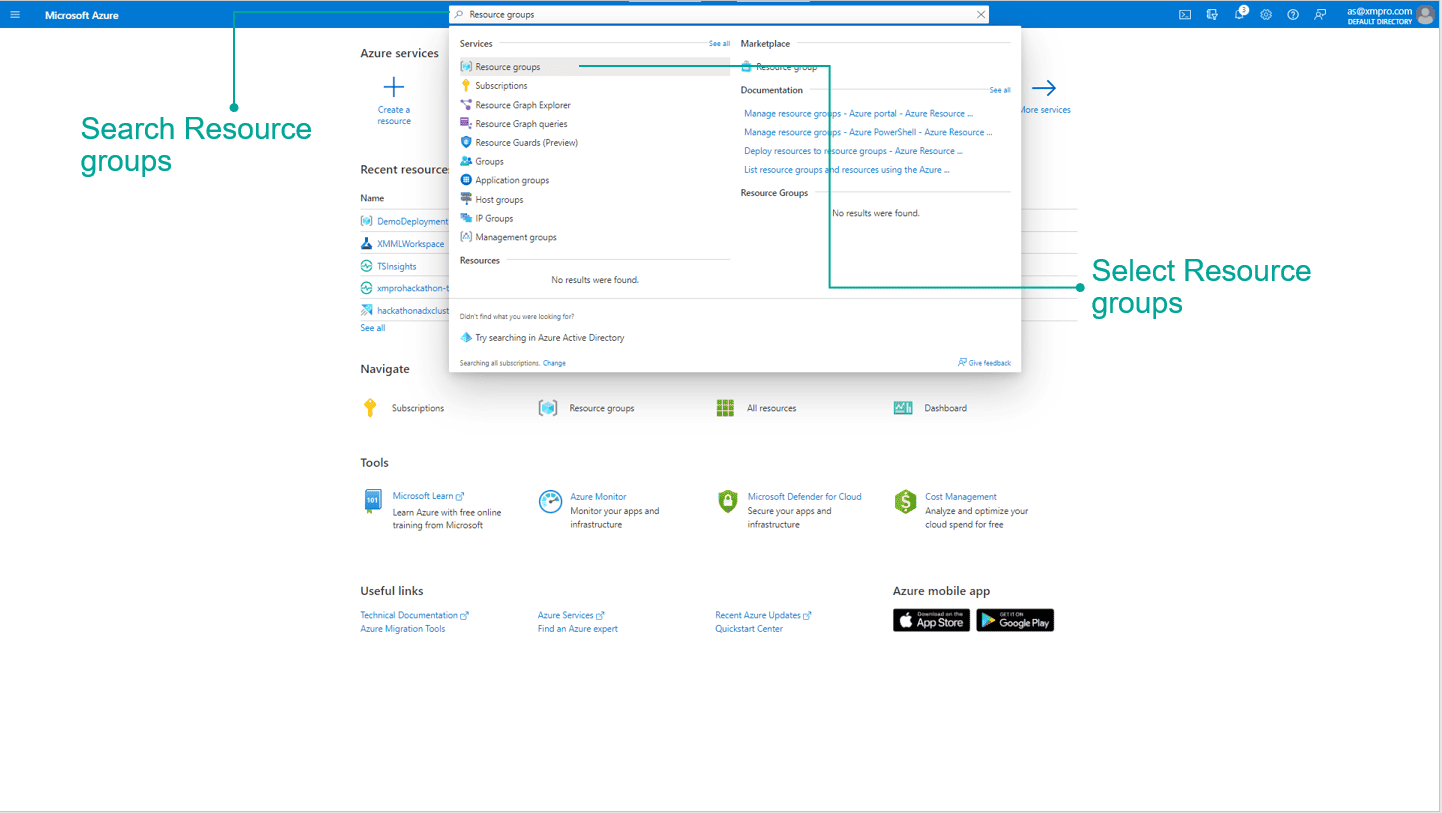 Microsoft Azure
Resource groups
3
as@xmpro.com
DEFAULT DIRECTORY
Search Resource
groups
Select Resource
groups
Azure services
Create a
resource
More services
Services
See all
Resource groups
Subscriptions
Resource Graph Explorer
Resource Graph queries
Resource Guards (Preview)
Groups
Application groups
Host groups
IP Groups
Management groups
Resources
No results were found.
Marketplace
Resource group
Documentation
See all
Manage resource groups - Azure portal - Azure Resource ...
Manage resource groups - Azure PowerShell - Azure Resource ...
Deploy resources to resource groups - Azure Resource ...
List resource groups and resources using the Azure ...
Resource Groups
No results were found.
Didn't find what you were looking for?
Try searching in Azure Active Directory
Searching all subscriptions. Change
Give feedback
Recent resources
Name
DemoDeployment
XMMLWorkspace
TSInsights
xmprohackathon-t
hackathonadxclust
See all
Navigate
Subscriptions
Resource groups
All resources
Dashboard
Tools
101
Microsoft Learn
Learn Azure with free online
training from Microsoft
Azure Monitor
Monitor your apps and
infrastructure
Microsoft Defender for Cloud
Secure your apps and
infrastructure
Cost Management
Analyze and optimize your
cloud spend for free
Useful links
Technical Documentation
Azure Migration Tools
Azure Services
Find an Azure expert
Recent Azure Updates
Quickstart Center
Azure mobile app
Download on the
App Store
GET IT ON
Google Play